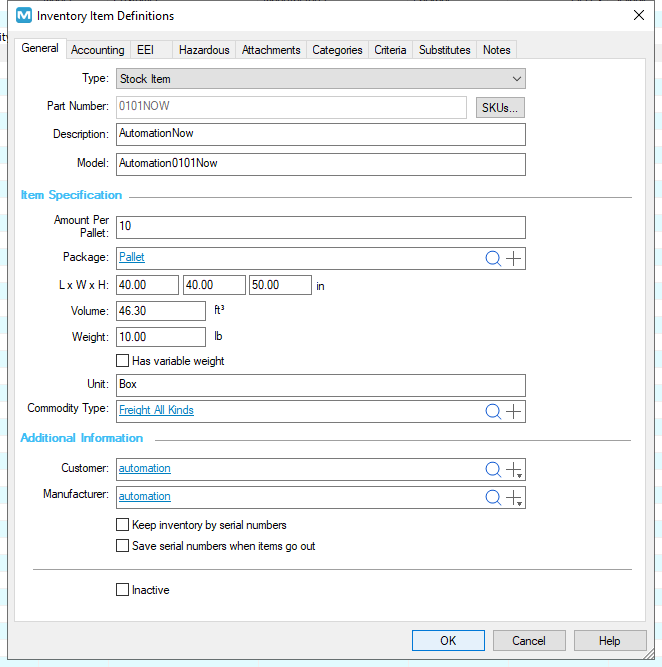 Inventory Item Definitions
General Accounting EEI Hazardous Attachments Categories Criteria Substitutes Notes
Type: Stock Item
Part Number: 0101NOW SKUs...
Description: AutomationNow
Model: Automation0101Now
Item Specification
Amount Per
Pallet: 10
Package: Pallet
L x W x H: 40.00 40.00 50.00 in
Volume: 46.30 ft³
Weight: 10.00 lb
Has variable weight
Unit: Box
Commodity Type: Freight All Kinds
Additional Information
Customer: automation
Manufacturer: automation
Keep inventory by serial numbers
Save serial numbers when items go out
Inactive
OK Cancel Help